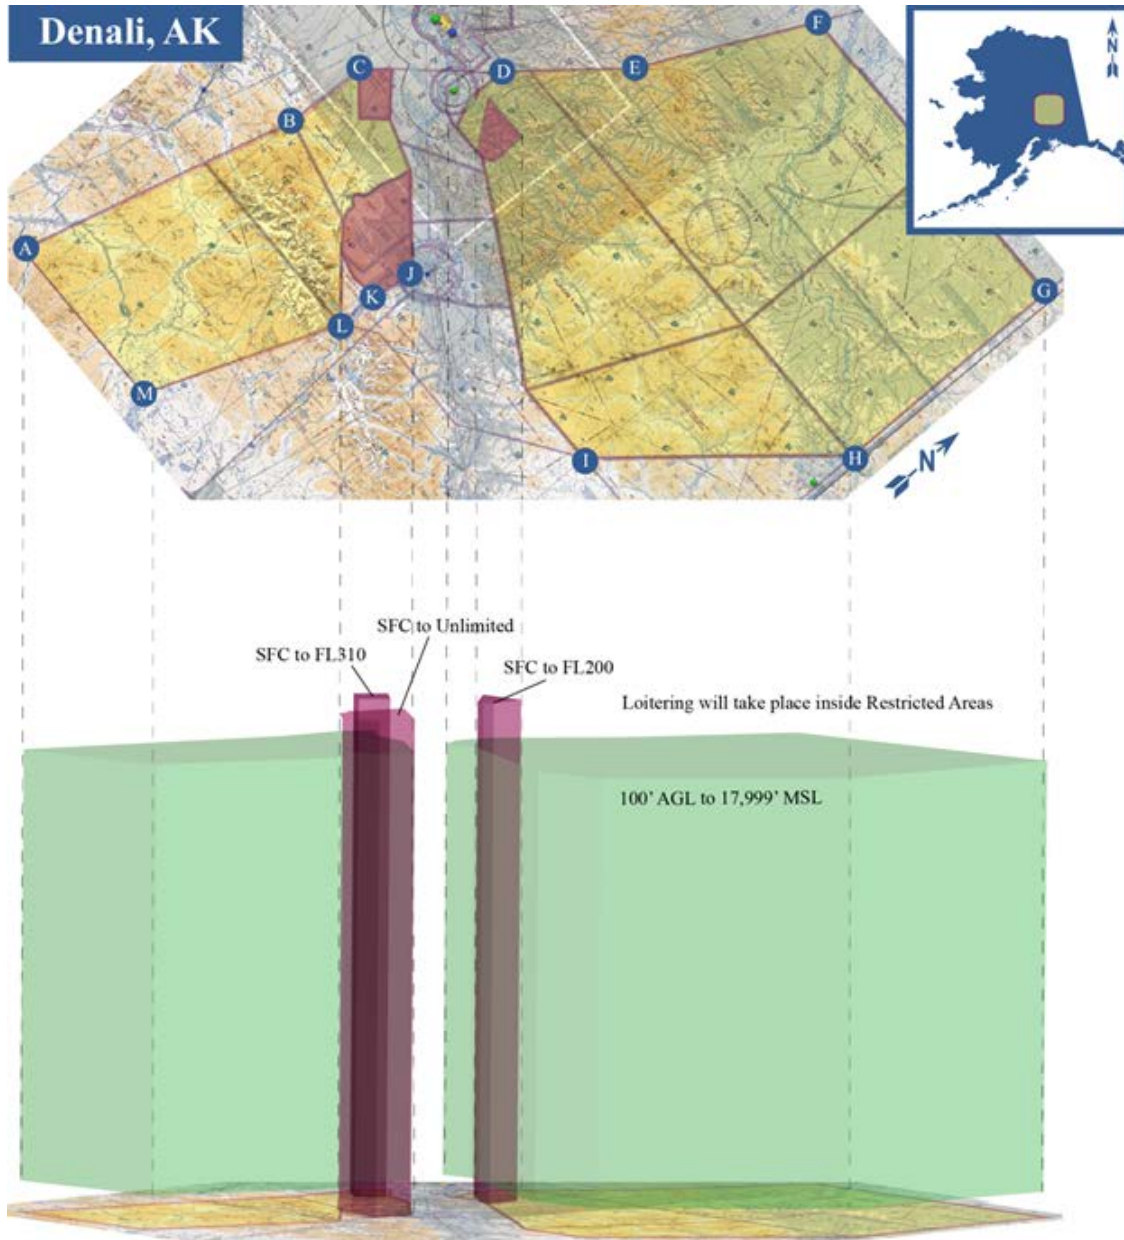 Denali, AK
F
C
D
E
N
B
A
J
K
G
L
M
I
H
N
SFC to Unlimited
SFC to FL310
SFC to FL200
Loitering will take place inside Restricted Areas
100' AGL to 17,999' MSL